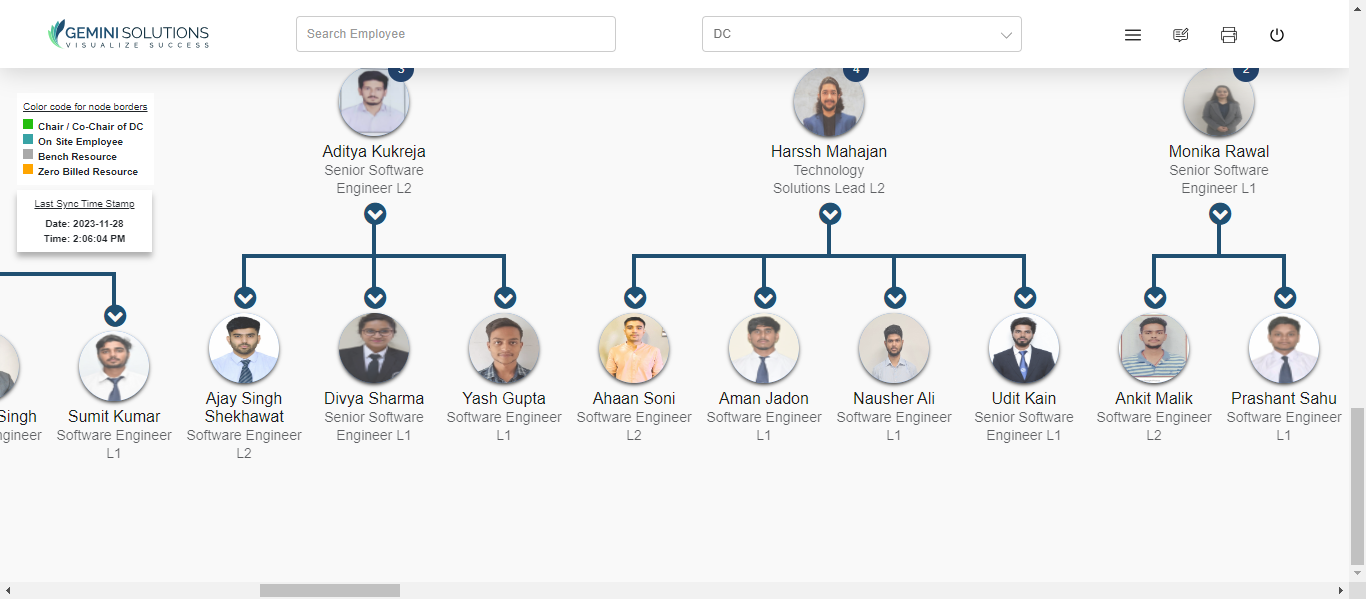 GEMINI SOLUTIONS
VISUALIZE SUCCESS
Search Employee
DC
3
4
2
Color code for node borders
Chair / Co-Chair of DC
On Site Employee
Bench Resource
Zero Billed Resource
Last Sync Time Stamp
Date: 2023-11-28
Time: 2:06:04 PM
Aditya Kukreja
Senior Software
Engineer L2
Harssh Mahajan
Technology
Solutions Lead L2
Monika Rawal
Senior Software
Engineer L1
Singh
Sumit Kumar
Software Engineer
L1
Ajay Singh
Shekhawat
Software Engineer
L2
Divya Sharma
Senior Software
Engineer L1
Yash Gupta
Software Engineer
L1
Ahaan Soni
Software Engineer
L2
Aman Jadon
Software Engineer
L1
Nausher Ali
Software Engineer
L1
Udit Kain
Senior Software
Engineer L1
Ankit Malik
Software Engineer
L2
Prashant Sahu
Software Engineer
L1